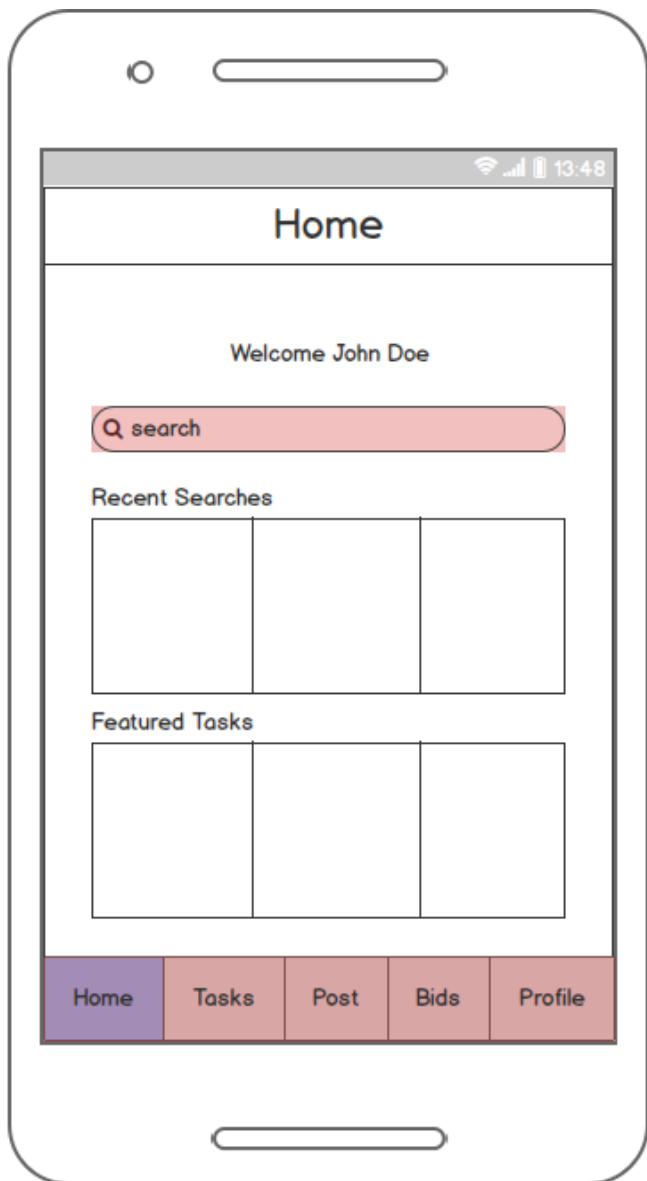 13:48
Home
Welcome John Doe
search
Recent Searches
Featured Tasks
Home Tasks Post Bids Profile